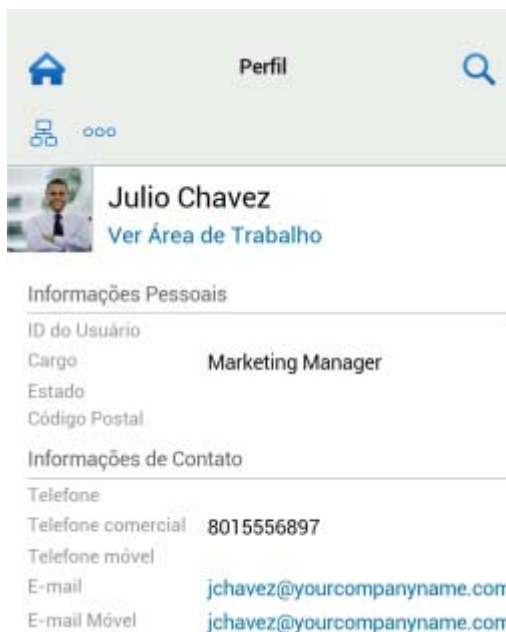 Perfil
Julio Chavez
Ver Área de Trabalho
Informações Pessoais
ID do Usuário
Cargo Marketing Manager
Estado
Código Postal
Informações de Contato
Telefone
Telefone comercial 8015556897
Telefone móvel
E-mail jchavez@yourcompanyname.com
E-mail Móvel jchavez@yourcompanyname.com